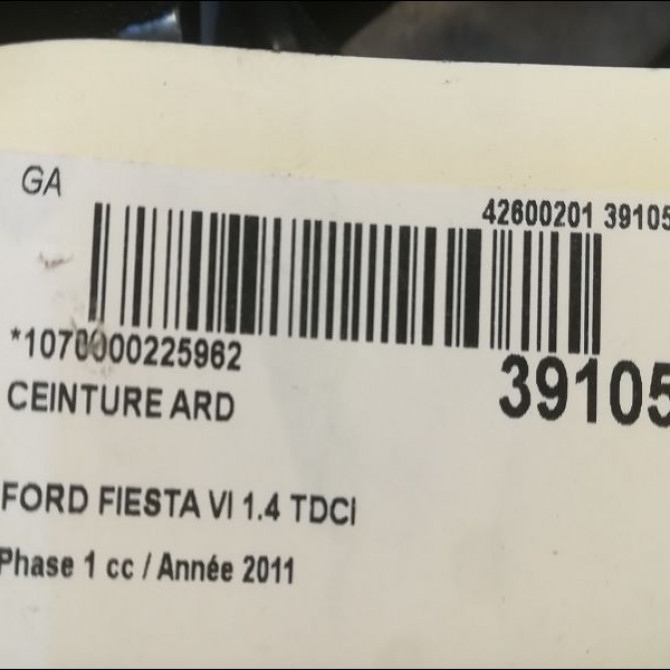 GA
42600201 39105
*1070000225962
39105
CEINTURE ARD
FORD FIESTA VI 1.4 TDCI
Phase 1 cc / Année 2011